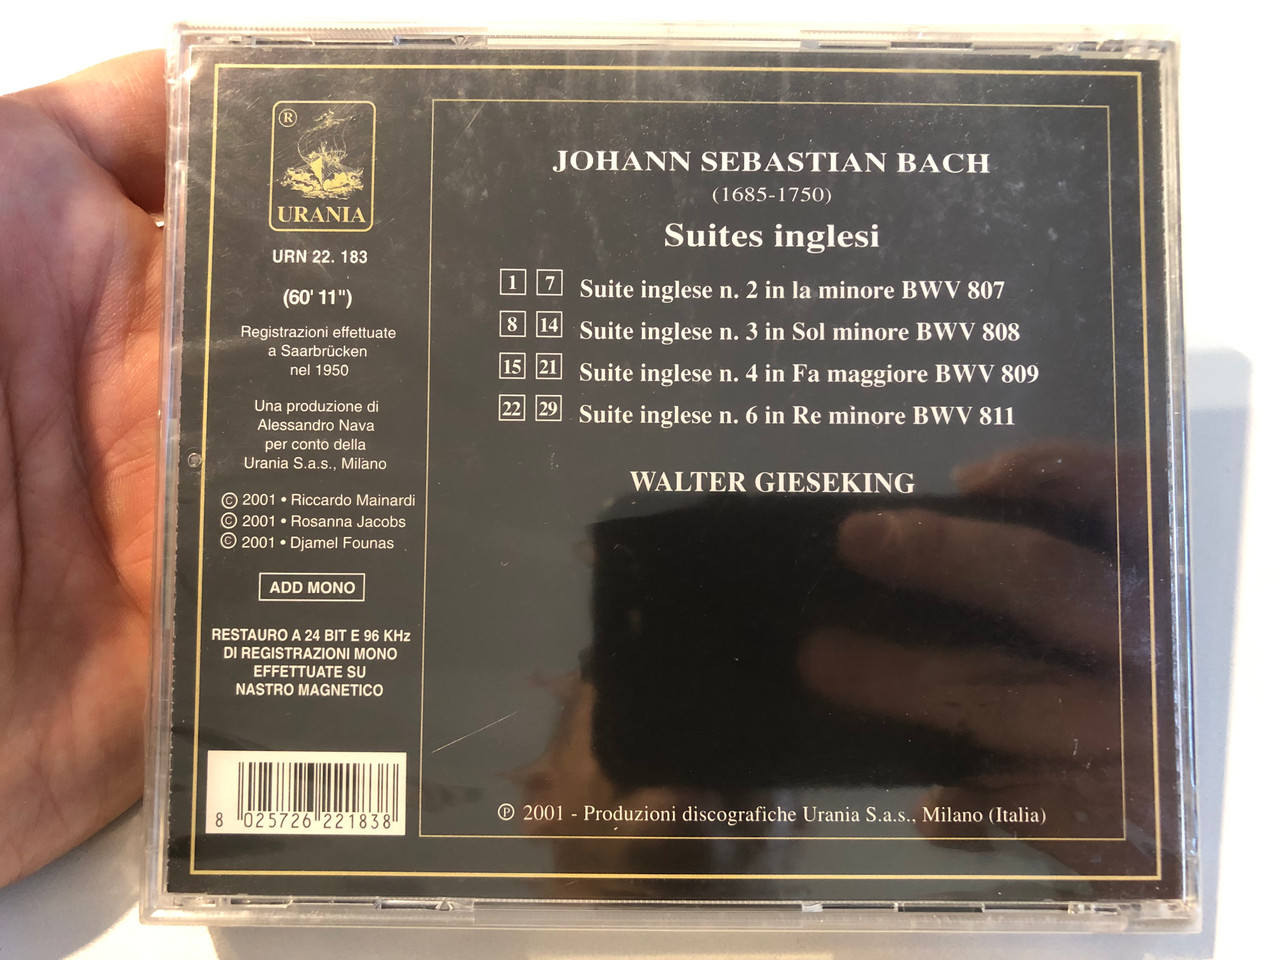 ®
URANIA
URN 22. 183
(60' 11")
Registrazioni effettuate
a Saarbrücken
nel 1950
Una produzione di
Alessandro Nava
per conto della
Urania S.a.s., Milano
© 2001 • Riccardo Mainardi
© 2001 • Rosanna Jacobs
© 2001 • Djamel Founas
ADD MONO
RESTAURO A 24 BIT E 96 KHz
DI REGISTRAZIONI MONO
EFFETTUATE SU
NASTRO MAGNETICO
8 025726 221838
JOHANN SEBASTIAN BACH
(1685-1750)
Suites inglesi
1 7 Suite inglese n. 2 in la minore BWV 807
8 14 Suite inglese n. 3 in Sol minore BWV 808
15 21 Suite inglese n. 4 in Fa maggiore BWV 809
22 29 Suite inglese n. 6 in Re minore BWV 811
WALTER GIESEKING
℗ 2001 - Produzioni discografiche Urania S.a.s., Milano (Italia)